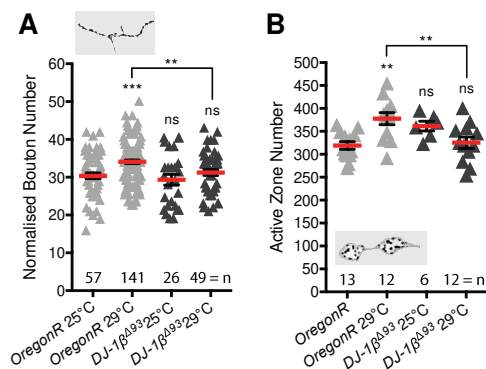 A
Normalised Bouton Number
60
50
40
30
20
10
0
***
**
ns
ns
57 141 26 49 = n
OregonR 25°C
OregonR 29°C
DJ-1βΔ93 25°C
DJ-1βΔ93 29°C
B
Active Zone Number
500
450
400
350
300
250
200
150
100
50
0
**
**
ns
ns
13 12 6 12 = n
OregonR
OregonR 29°C
DJ-1βΔ93 25°C
DJ-1βΔ93 29°C